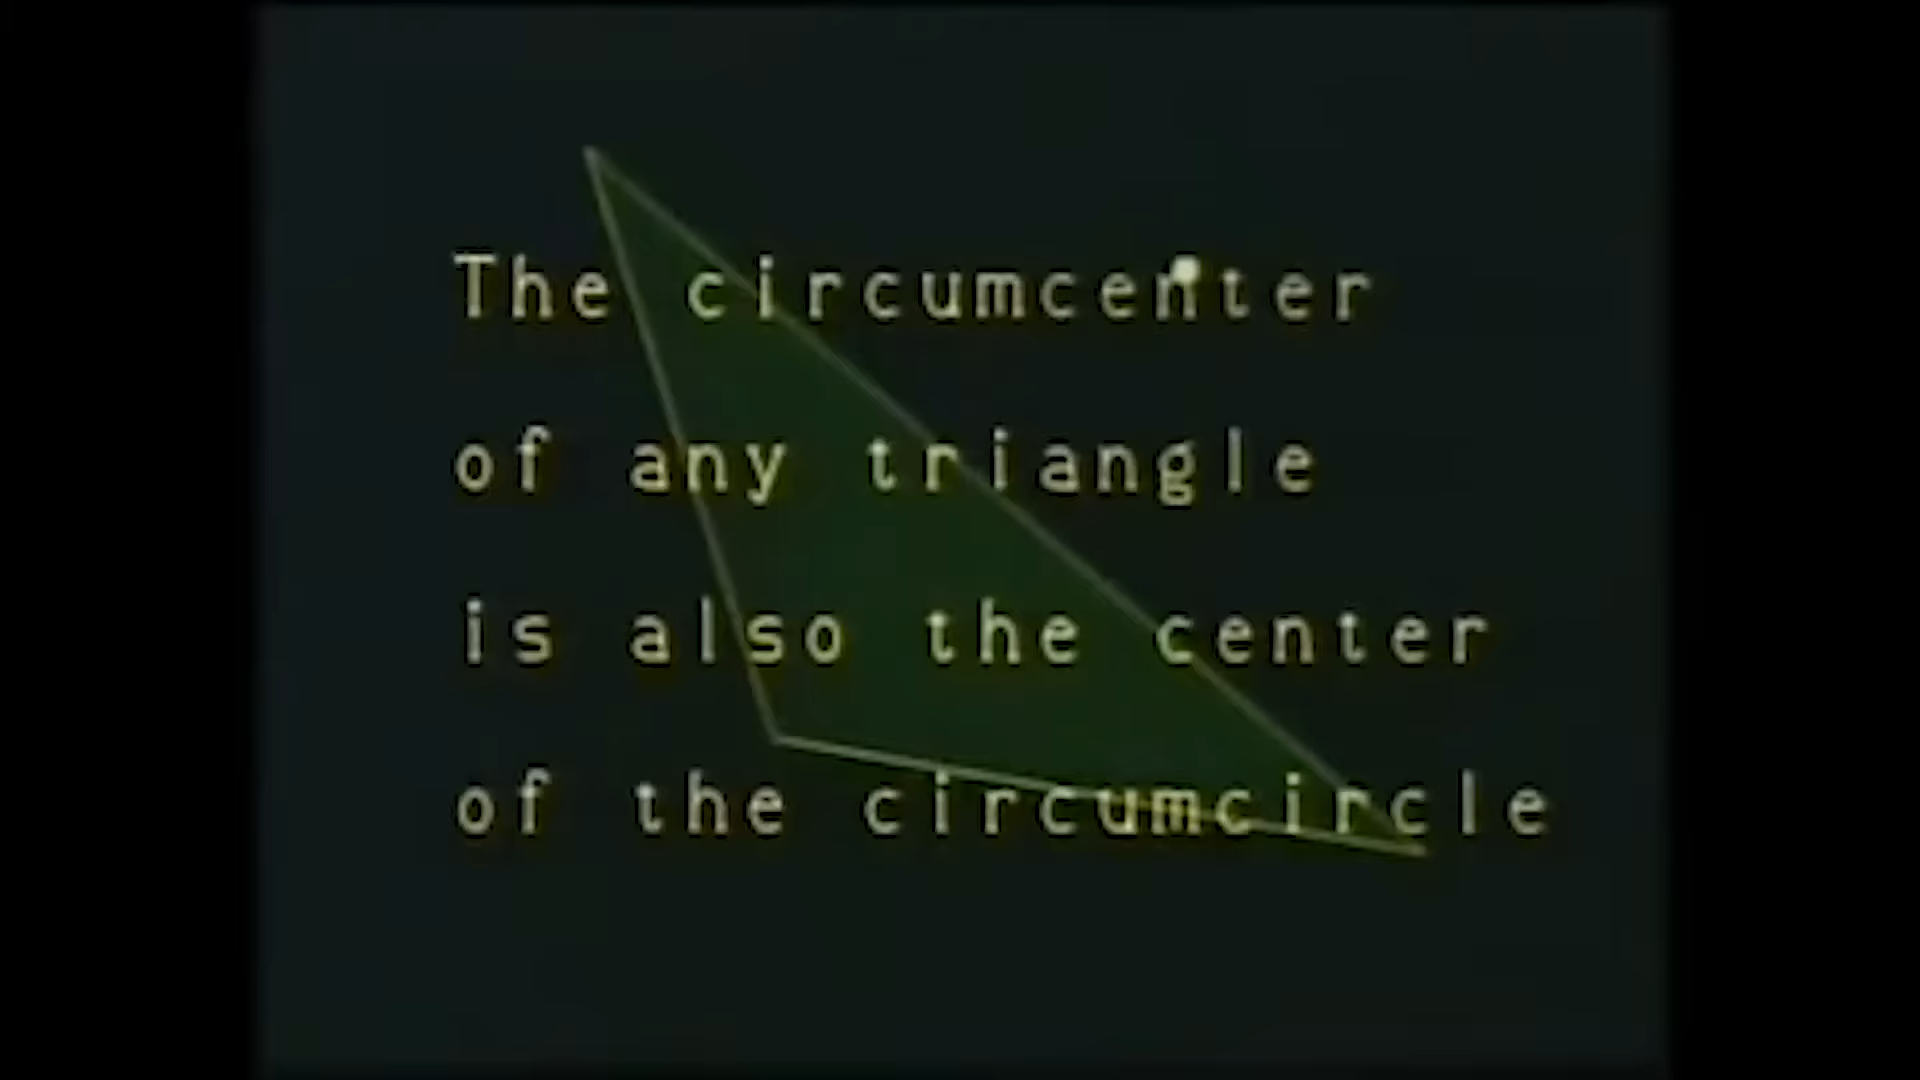 The circumcenter
of any triangle
is also the center
of the circumcircle